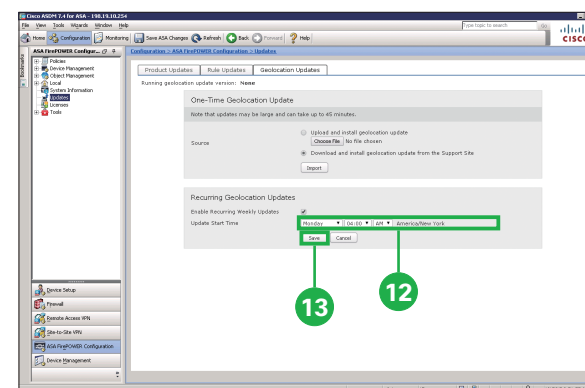 Cisco ASDM 7.4 for ASA - 198.19.10.254
File View Tools Wizards Window Help
Type topic to search
Go
Home Configuration Monitoring Save ASA Changes Refresh Back Forward Help
CISCO
Bookmarks
ASA FirePOWER Configur...
Configuration > ASA FirePOWER Configuration > Updates
Policies
Device Management
Object Management
Local
System Information
Updates
Licenses
Tools
Product Updates Rule Updates Geolocation Updates
Running geolocation update version: None
One-Time Geolocation Update
Note that updates may be large and can take up to 45 minutes.
Source
Upload and install geolocation update
Choose File No file chosen
Download and install geolocation update from the Support Site
Import
Recurring Geolocation Updates
Enable Recurring Weekly Updates
Update Start Time Monday 04:00 AM America/New York
Save Cancel
13
12
Device Setup
Firewall
Remote Access VPN
Site-to-Site VPN
ASA FirePOWER Configuration
Device Management